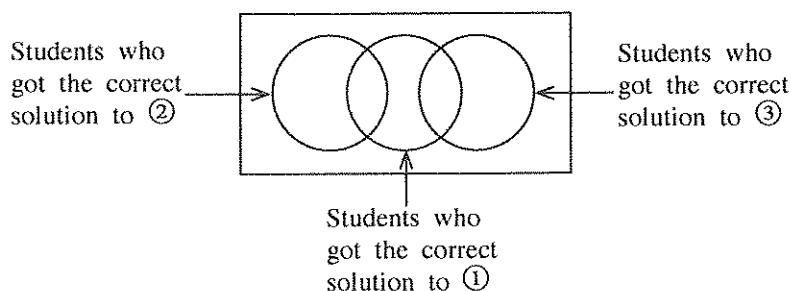 Students who
got the correct
solution to ②
Students who
got the correct
solution to ③
Students who
got the correct
solution to ①